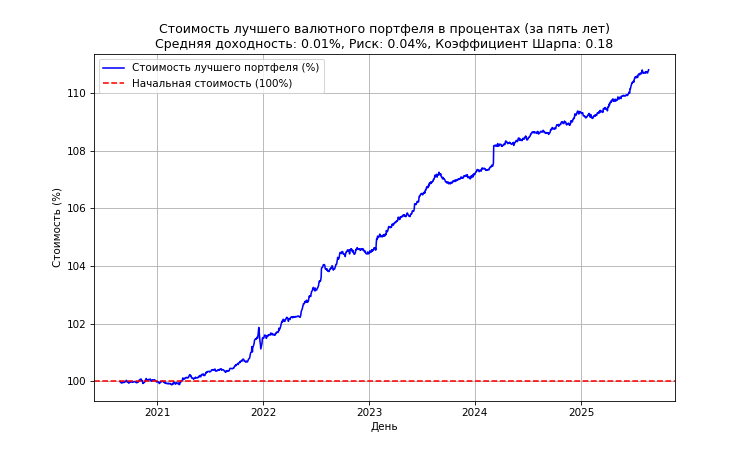 Стоимость лучшего валютного портфеля в процентах (за пять лет)
Средняя доходность: 0.01%, Риск: 0.04%, Коэффициент Шарпа: 0.18
Стоимость лучшего портфеля (%)
Начальная стоимость (100%)
Стоимость (%)
110
108
106
104
102
100
2021 2022 2023 2024 2025
День